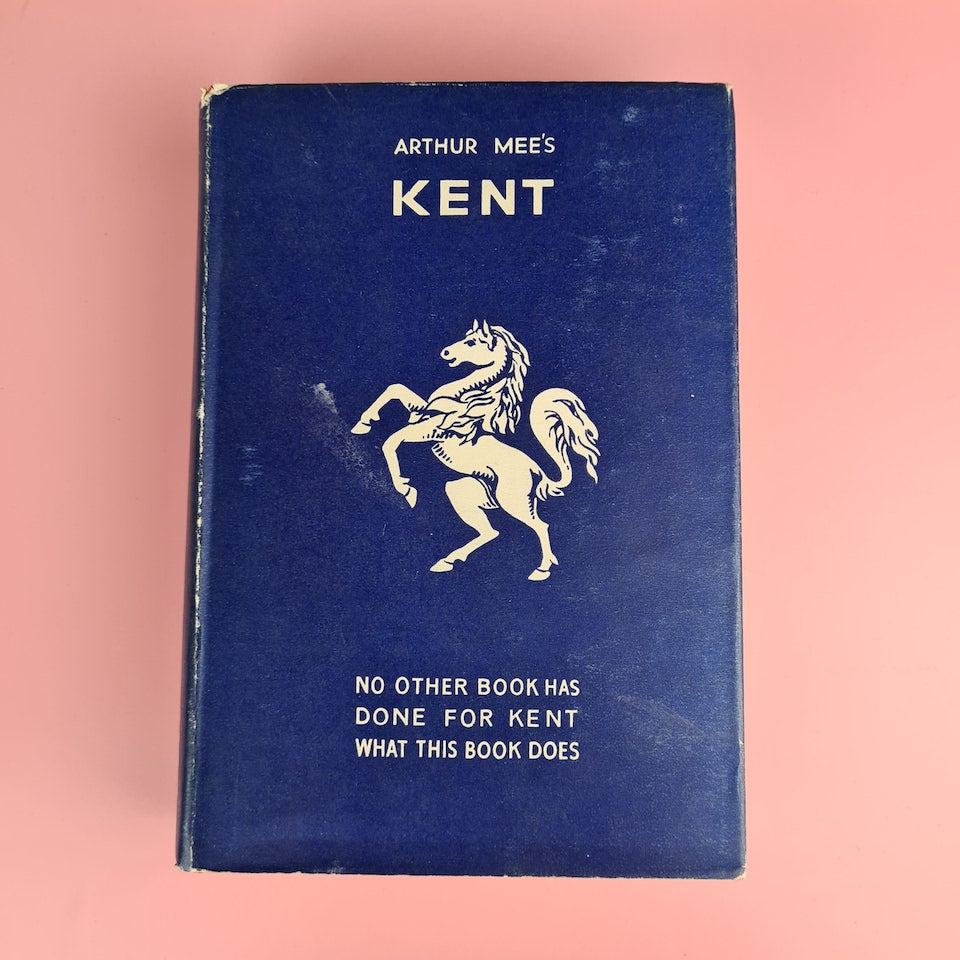 ARTHUR MEE'S
KENT
NO OTHER BOOK HAS
DONE FOR KENT
WHAT THIS BOOK DOES